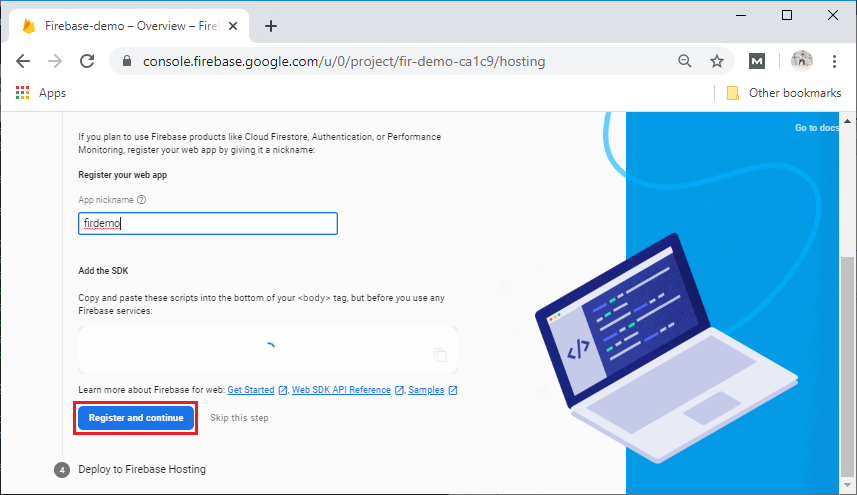 Firebase-demo – Overview – Fire
console.firebase.google.com/u/0/project/fir-demo-ca1c9/hosting
M
Apps
Other bookmarks
Go to docs
If you plan to use Firebase products like Cloud Firestore, Authentication, or Performance
Monitoring, register your web app by giving it a nickname:
Register your web app
App nickname ?
firdemo
Add the SDK
Copy and paste these scripts into the bottom of your <body> tag, but before you use any
Firebase services:
</>
Learn more about Firebase for web: Get Started , Web SDK API Reference , Samples
Register and continue Skip this step
4 Deploy to Firebase Hosting